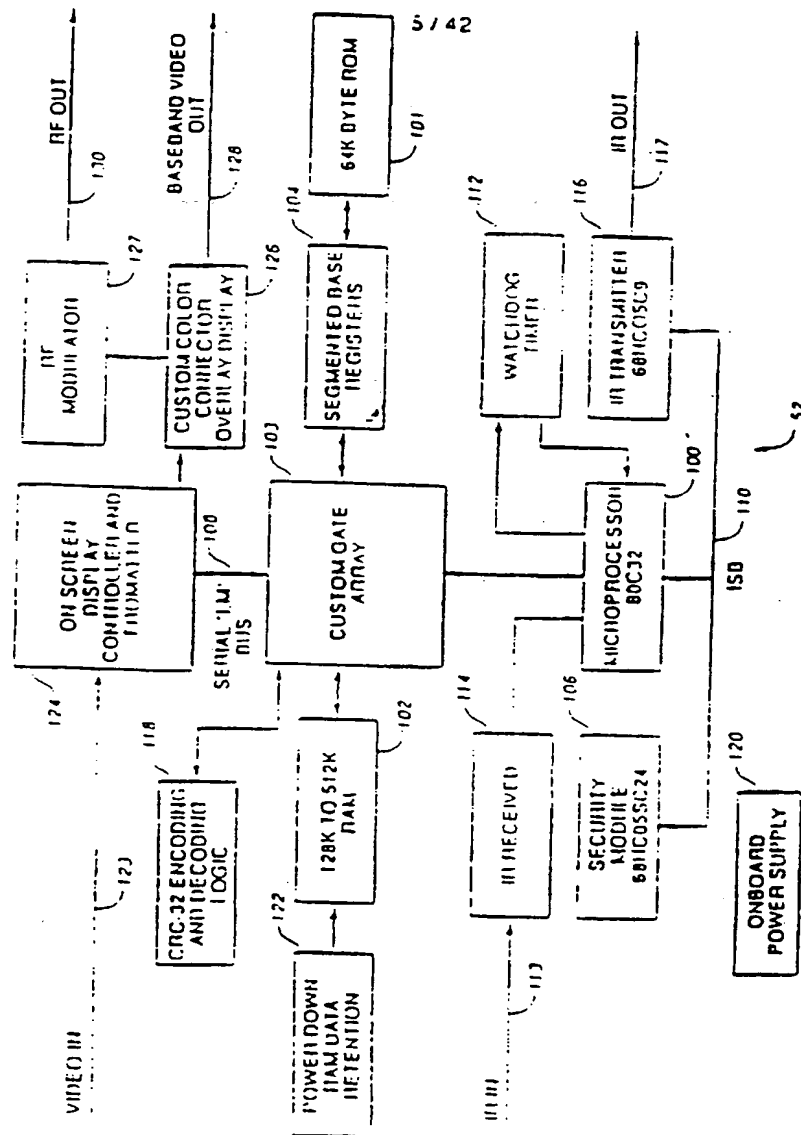 5 / 42
VIDEO IN
123
124
ON SCREEN
DISPLAY
CONTROLLER AND
RF
MODULATOR
127
RF OUT
130
118
CRC-32 ENCODING
AND DECODING
LOGIC
SERIAL "I.M"
BUS
108
CUSTOM COLOR
CONNECTOR
OVERLAY DISPLAY
126
BASEBAND VIDEO
OUT
128
122
POWER DOWN
RAM DATA
RETENTION
128K TO 512K
RAM
102
103
CUSTOM GATE
ARRAY
104
SEGMENTED BASE
REGISTERS
64K BYTE ROM
101
IR IN
113
114
IR RECEIVED
112
WATCHDOG
TIMER
106
SECURITY
MODULE
68HC05SC24
MICROPROCESSOR
80C32
100
116
IR TRANSMITTER
68HC05C9
IR OUT
117
110
ISB
120
ONBOARD
POWER SUPPLY
52